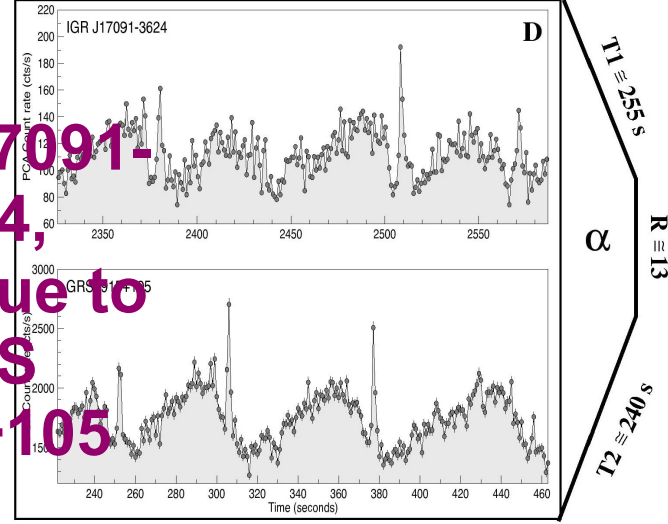 220
IGR J17091-3624
D
200
180
160
140
120
100
80
60
PCA Count rate (cts/s)
2350 2400 2450 2500 2550
7091-
4,
ue to
S
105
3000
2500
2000
1500
240 260 280 300 320 340 360 380 400 420 440 460
Time (seconds)
T1 ≅ 255 s
α
R ≅ 13
T2 ≅ 240 s